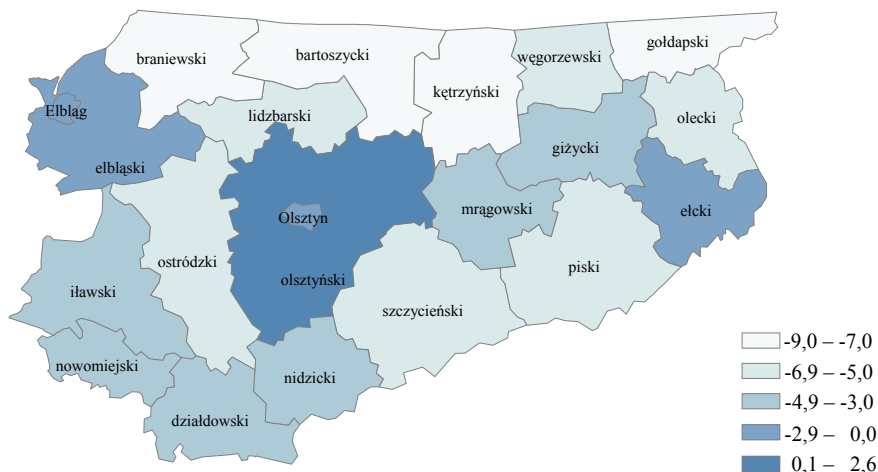 braniewski
bartoszycki
gołdapski
węgorzewski
kętrzyński
Elbląg
lidzbarski
olecki
giżycki
elbląski
mrągowski
ełcki
Olsztyn
ostródzki
piski
olsztyński
iławski
szczycieński
nowomiejski
nidzicki
działdowski
-9,0 – -7,0
-6,9 – -5,0
-4,9 – -3,0
-2,9 – 0,0
0,1 – 2,6